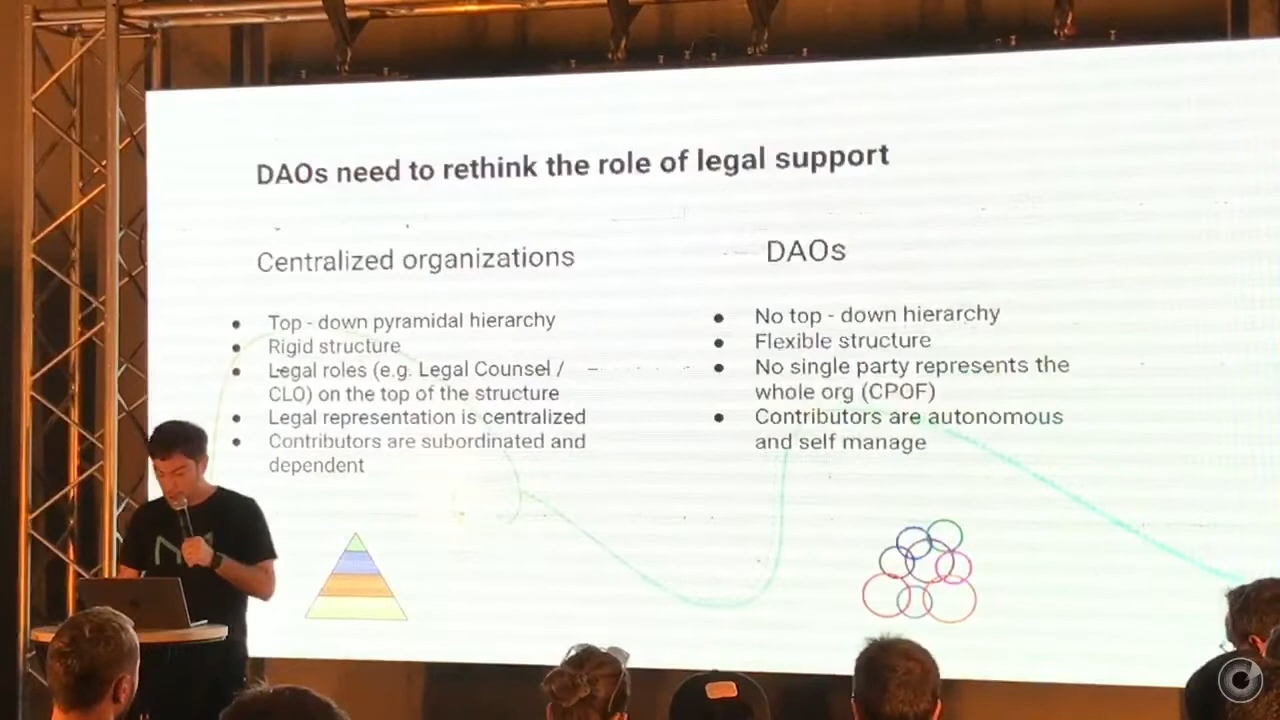 DAOs need to rethink the role of legal support
Centralized organizations
Top - down pyramidal hierarchy
Rigid structure
Legal roles (e.g. Legal Counsel /
CLO) on the top of the structure
Legal representation is centralized
Contributors are subordinated and
dependent
DAOs
No top - down hierarchy
Flexible structure
No single party represents the
whole org (CPOF)
Contributors are autonomous
and self manage